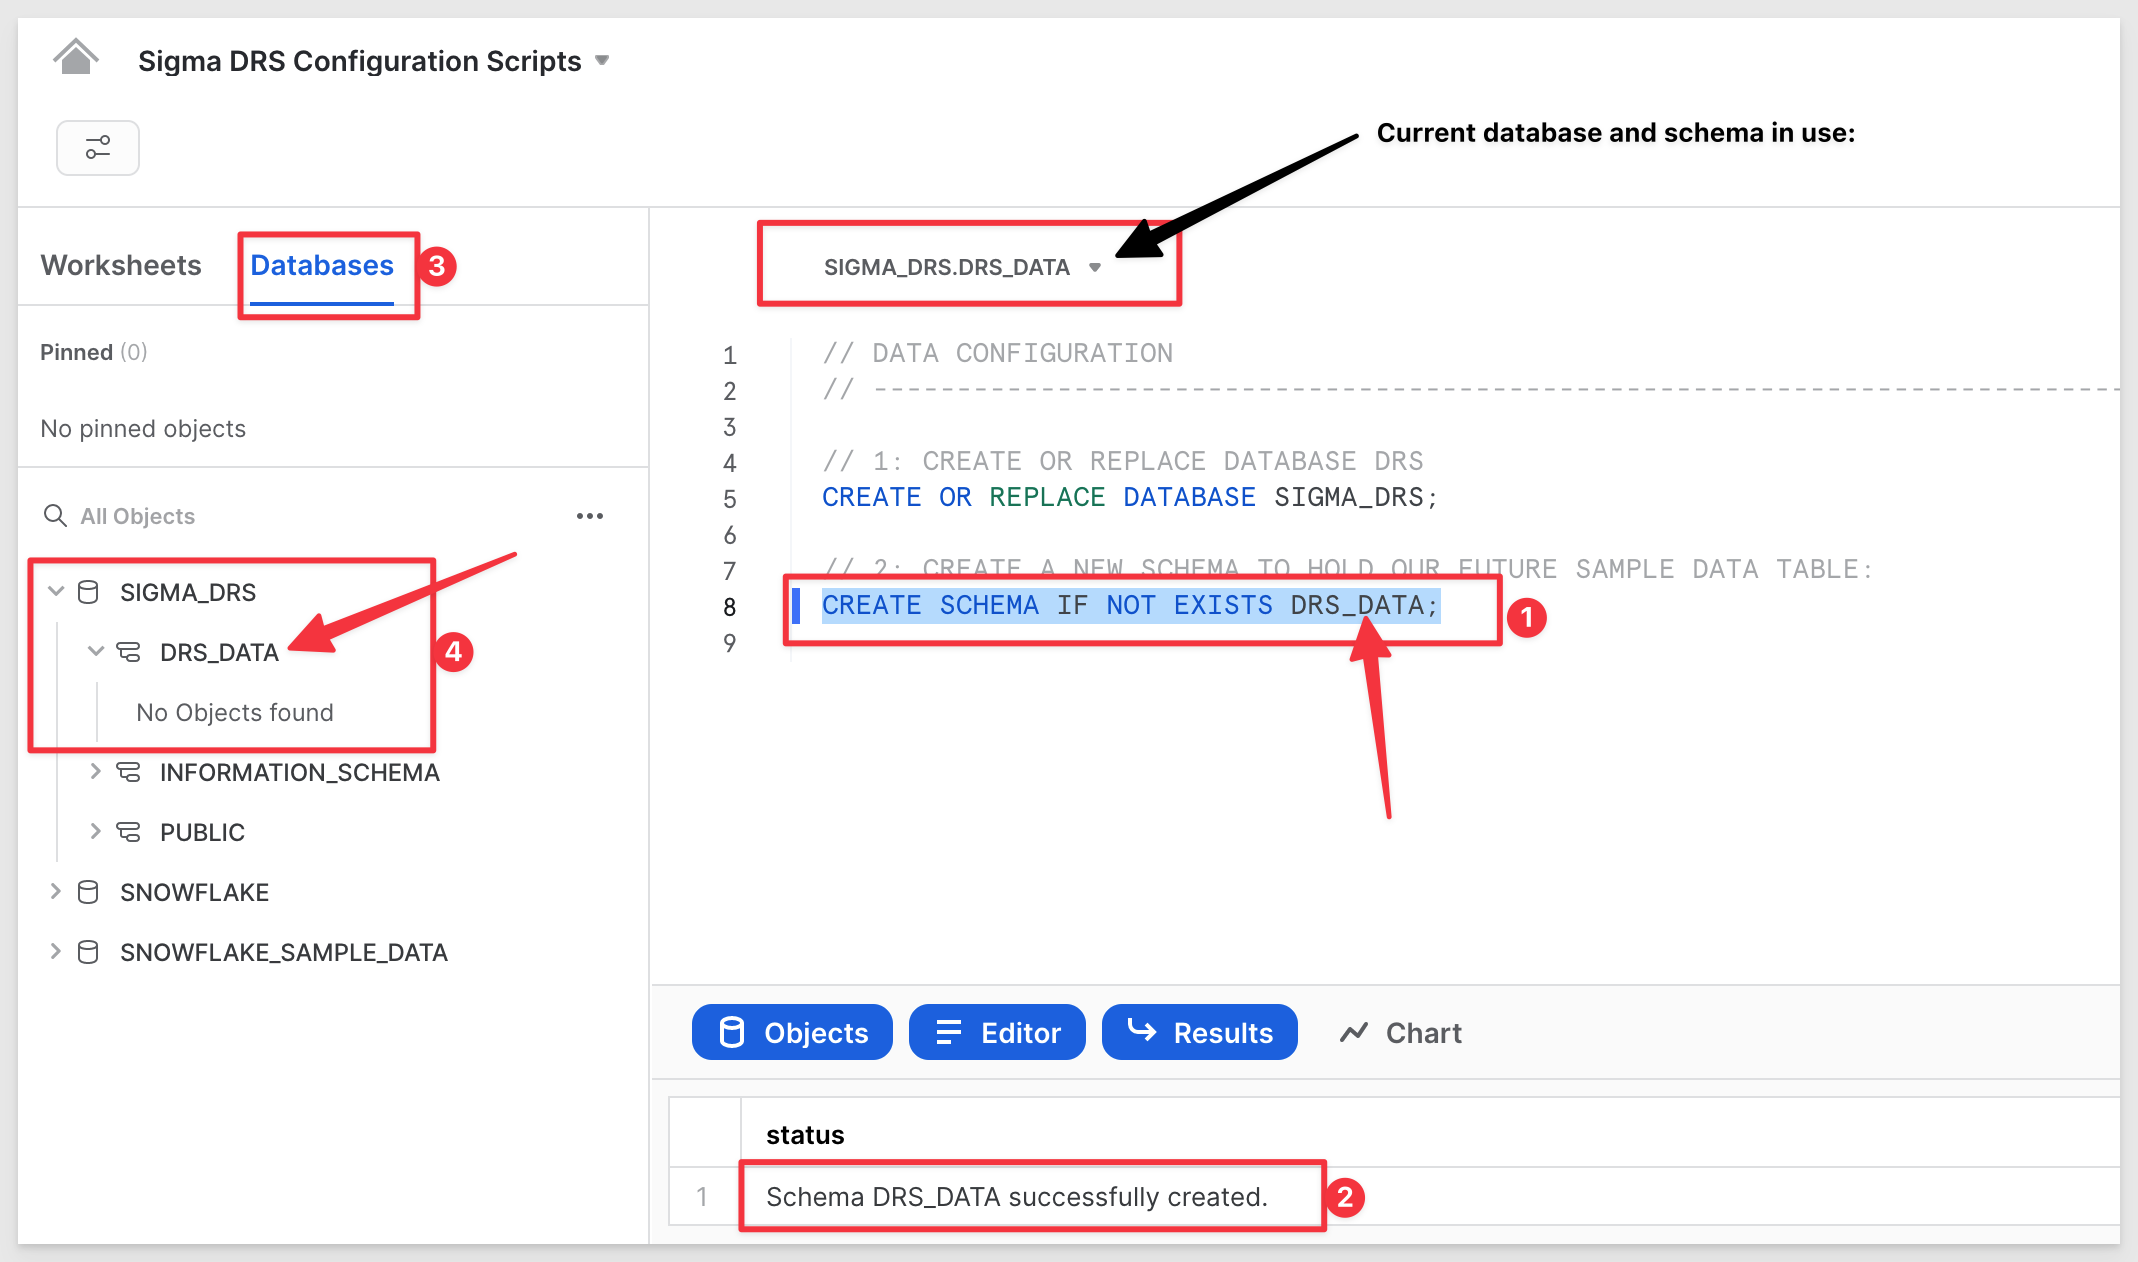 Sigma DRS Configuration Scripts
Current database and schema in use:
Worksheets
Databases
3
Pinned (0)
No pinned objects
All Objects
SIGMA_DRS
DRS_DATA
4
No Objects found
INFORMATION_SCHEMA
PUBLIC
SNOWFLAKE
SNOWFLAKE_SAMPLE_DATA
SIGMA_DRS.DRS_DATA
1 // DATA CONFIGURATION
2 // ---------------------------------------------------------------------------
3
4 // 1: CREATE OR REPLACE DATABASE DRS
5 CREATE OR REPLACE DATABASE SIGMA_DRS;
6
7 // 2: CREATE A NEW SCHEMA TO HOLD OUR FUTURE SAMPLE DATA TABLE:
8 CREATE SCHEMA IF NOT EXISTS DRS_DATA;
1
9
Objects
Editor
Results
Chart
status
1 Schema DRS_DATA successfully created.
2